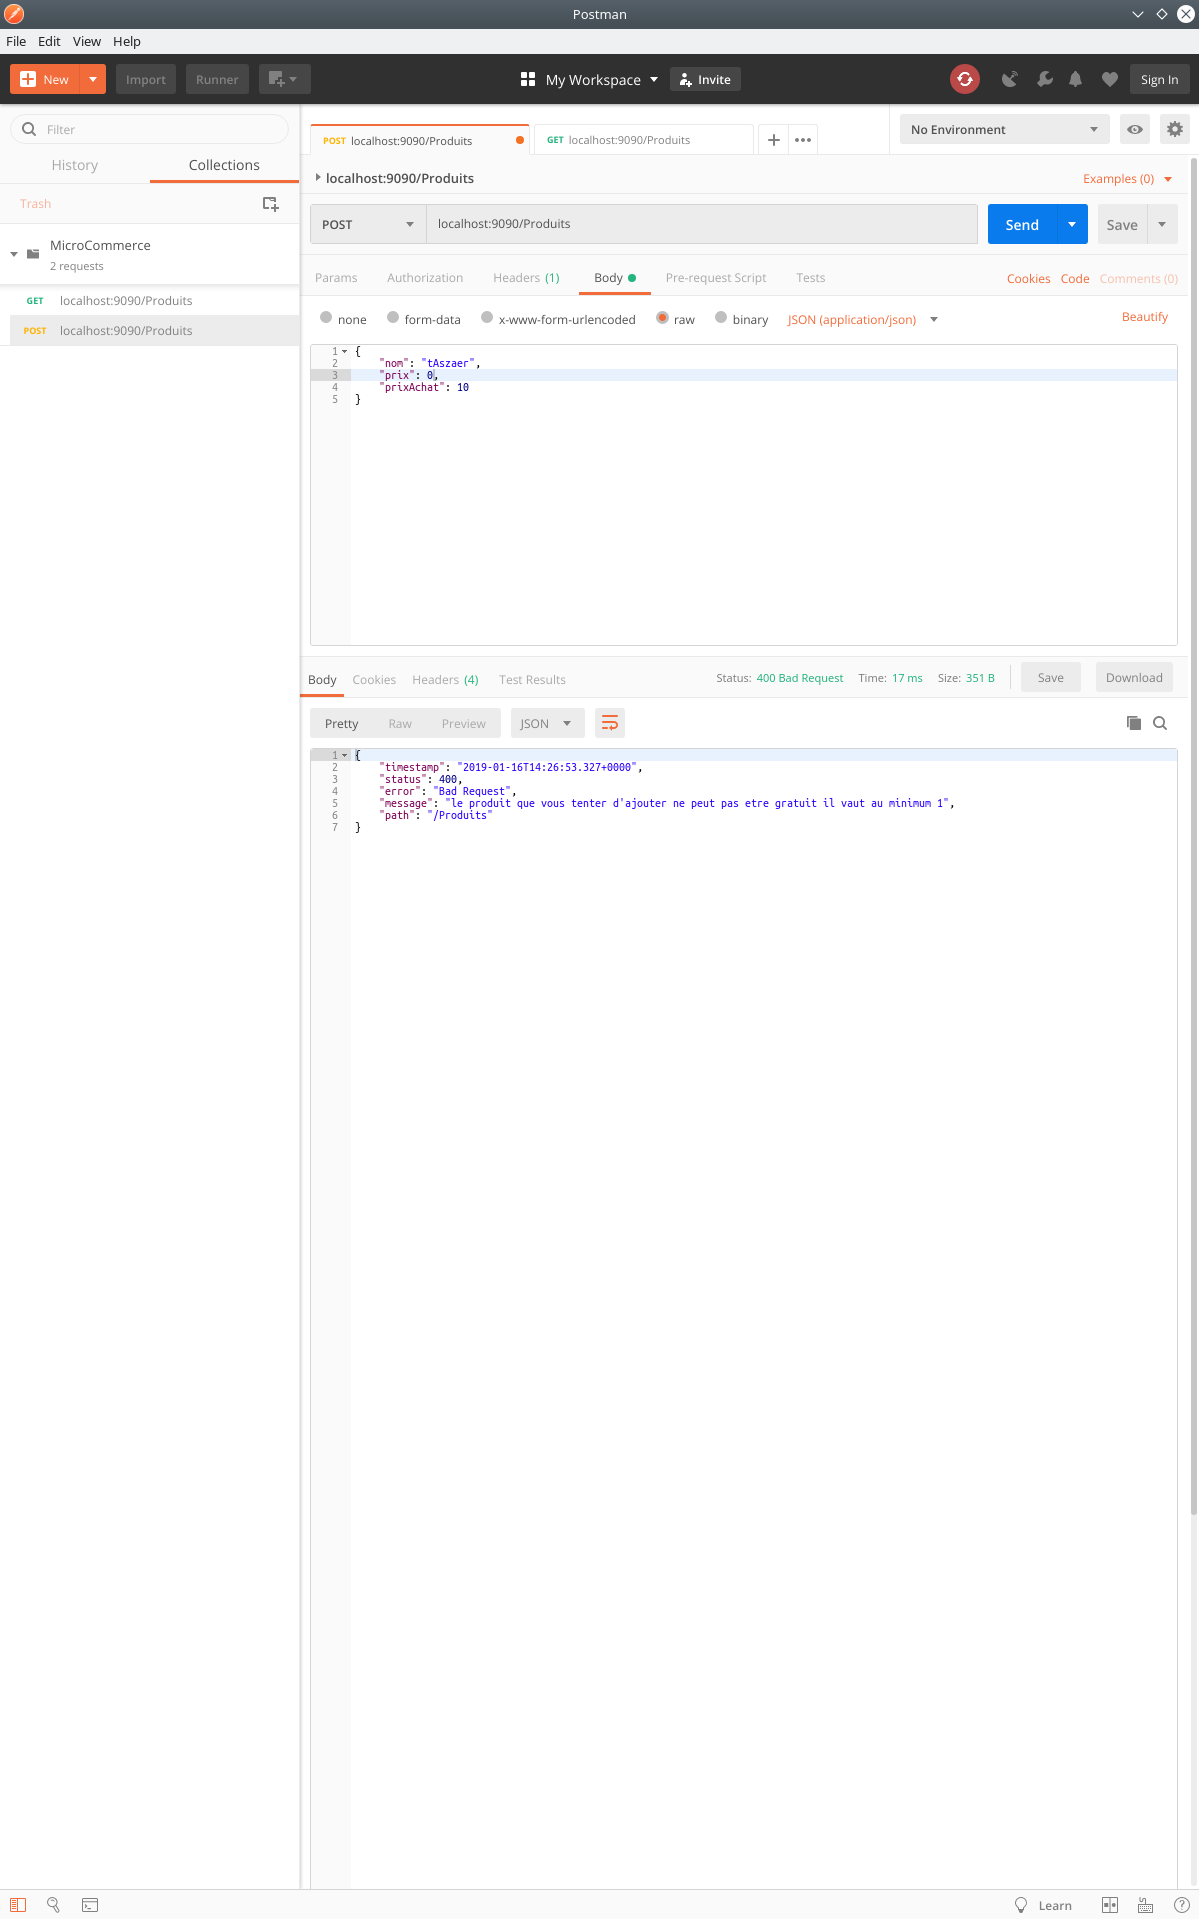 Postman
File Edit View Help
New Import Runner My Workspace Invite Sign In
Filter
History Collections
Trash
MicroCommerce
2 requests
GET localhost:9090/Produits
POST localhost:9090/Produits
POST localhost:9090/Produits GET localhost:9090/Produits No Environment
localhost:9090/Produits Examples (0)
POST localhost:9090/Produits Send Save
Params Authorization Headers (1) Body Pre-request Script Tests Cookies Code Comments (0)
none form-data x-www-form-urlencoded raw binary JSON (application/json) Beautify
1 {
2 "nom": "tAszaer",
3 "prix": 0,
4 "prixAchat": 10
5 }
Body Cookies Headers (4) Test Results Status: 400 Bad Request Time: 17 ms Size: 351 B Save Download
Pretty Raw Preview JSON
1 {
2 "timestamp": "2019-01-16T14:26:53.327+0000",
3 "status": 400,
4 "error": "Bad Request",
5 "message": "le produit que vous tenter d'ajouter ne peut pas etre gratuit il vaut au minimum 1",
6 "path": "/Produits"
7 }
Learn